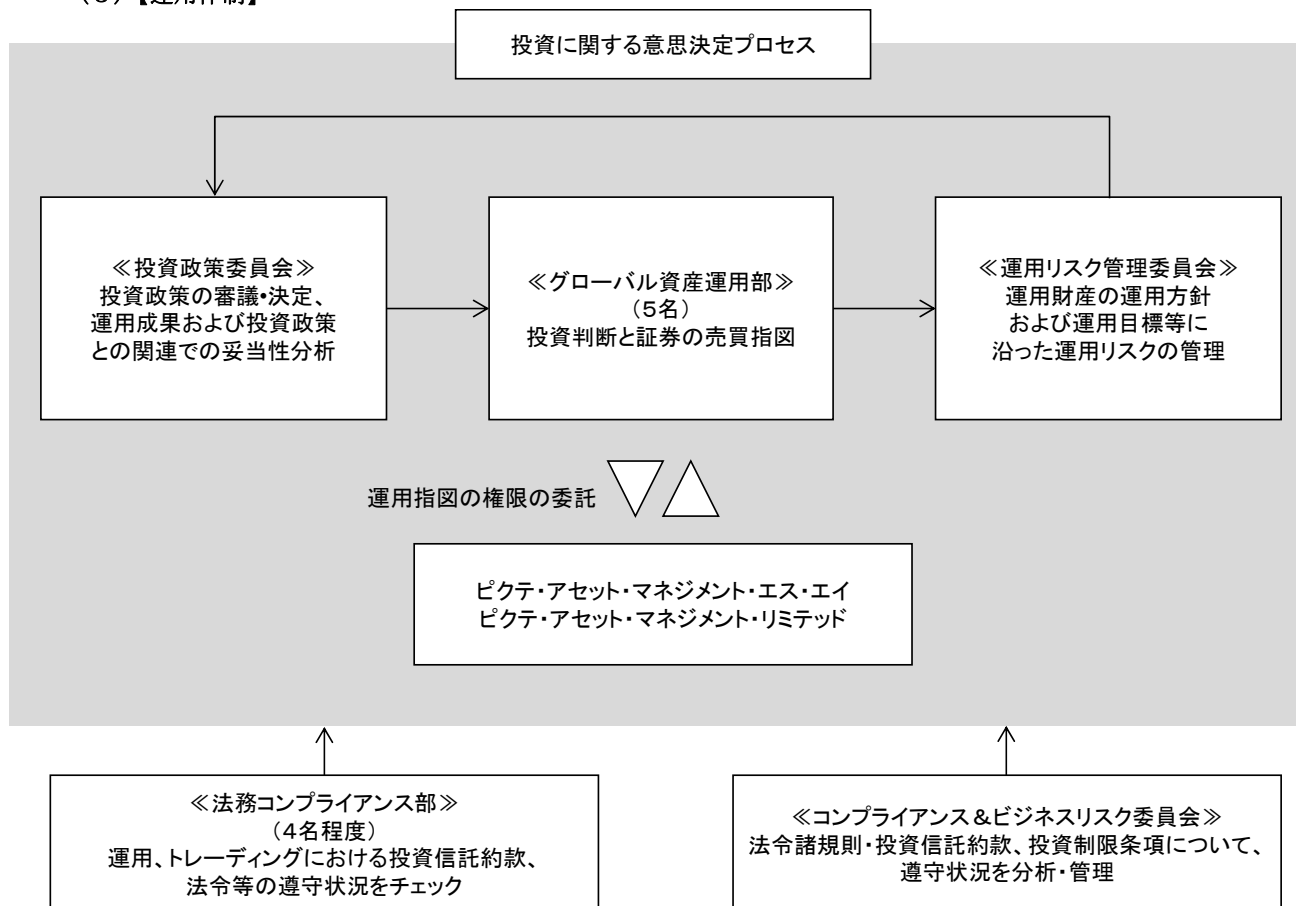 【運用体制】
投資に関する意思決定プロセス
≪投資政策委員会≫
投資政策の審議・決定、
運用成果および投資政策
との関連での妥当性分析
≪グローバル資産運用部≫
（5名）
投資判断と証券の売買指図
≪運用リスク管理委員会≫
運用財産の運用方針
および運用目標等に
沿った運用リスクの管理
運用指図の権限の委託
ピクテ・アセット・マネジメント・エス・エイ
ピクテ・アセット・マネジメント・リミテッド
≪法務コンプライアンス部≫
（4名程度）
運用、トレーディングにおける投資信託約款、
法令等の遵守状況をチェック
≪コンプライアンス＆ビジネスリスク委員会≫
法令諸規則・投資信託約款、投資制限条項について、
遵守状況を分析・管理